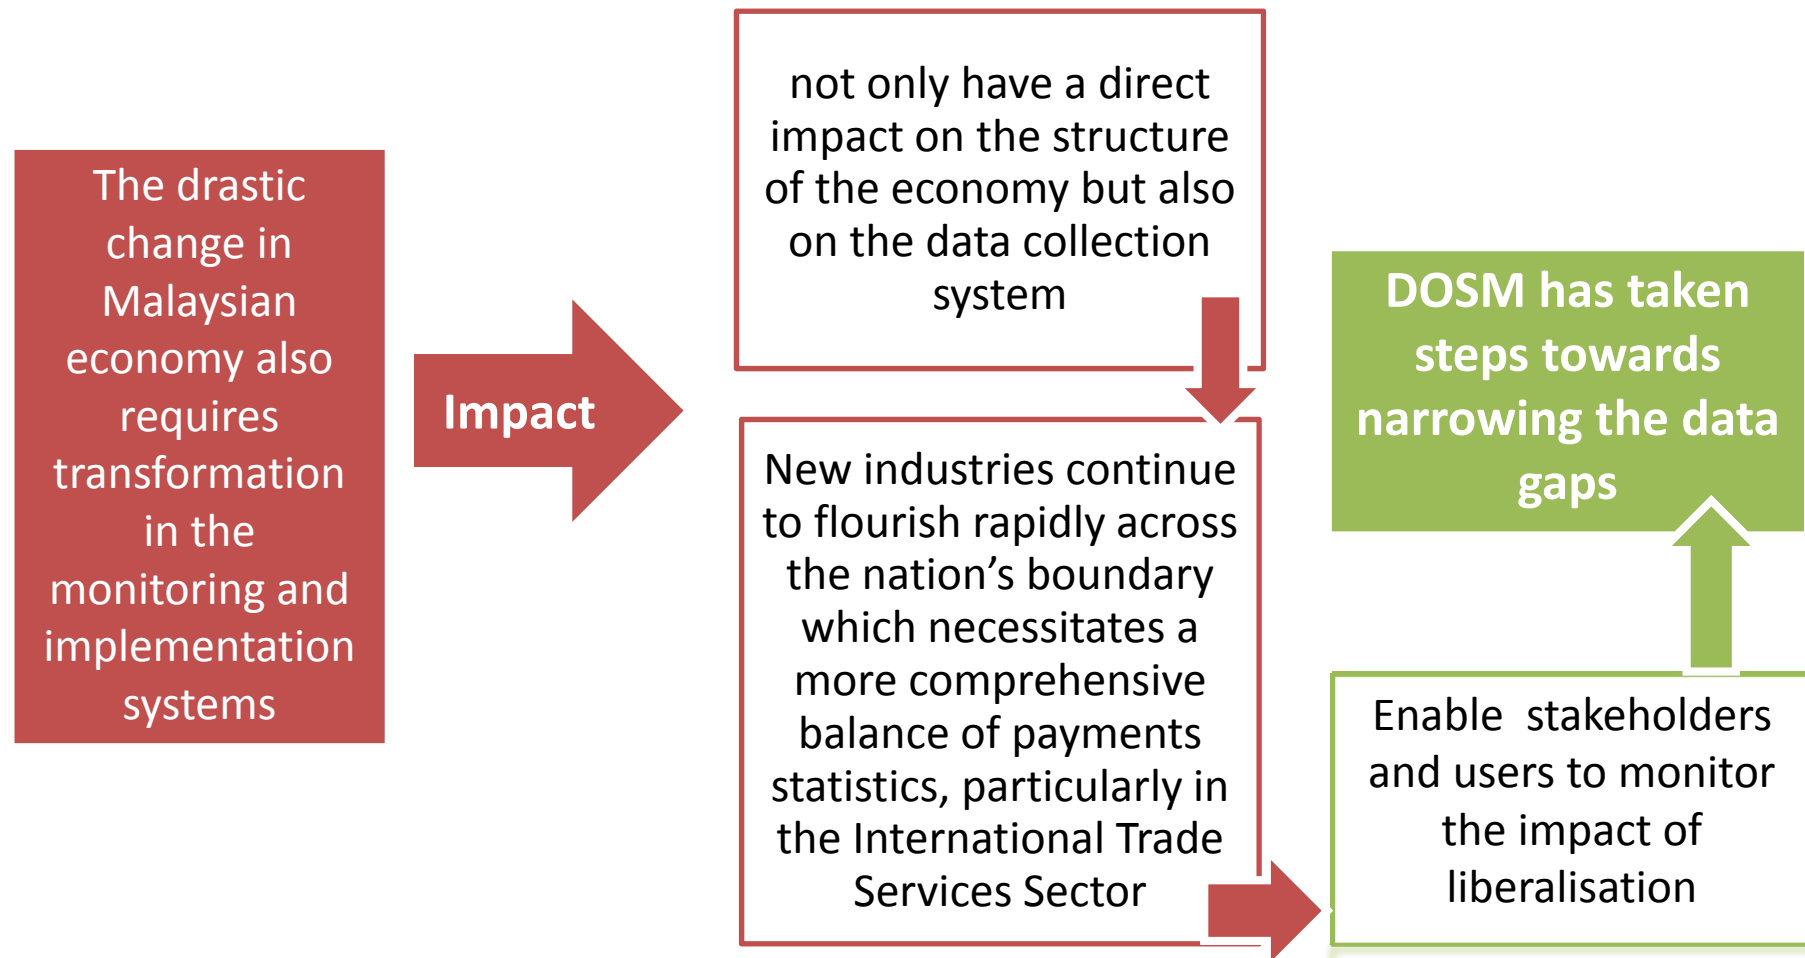 The drastic
change in
Malaysian
economy also
requires
transformation
in the
monitoring and
implementation
systems
Impact
not only have a direct
impact on the structure
of the economy but also
on the data collection
system
New industries continue
to flourish rapidly across
the nation’s boundary
which necessitates a
more comprehensive
balance of payments
statistics, particularly in
the International Trade
Services Sector
Enable  stakeholders
and users to monitor
the impact of
liberalisation
DOSM has taken
steps towards
narrowing the data
gaps